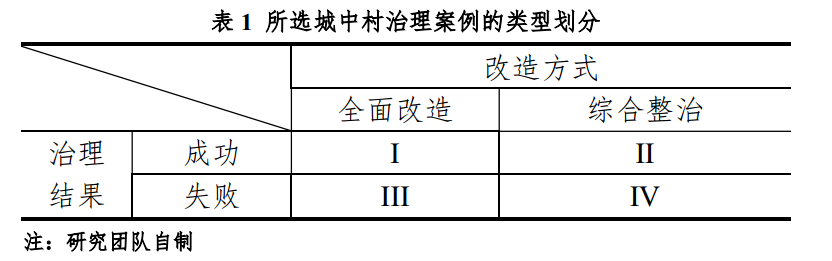 表 1 所选城中村治理案例的类型划分
改造方式
全面改造 综合整治
治理 成功 I II
结果 失败 III IV
注：研究团队自制